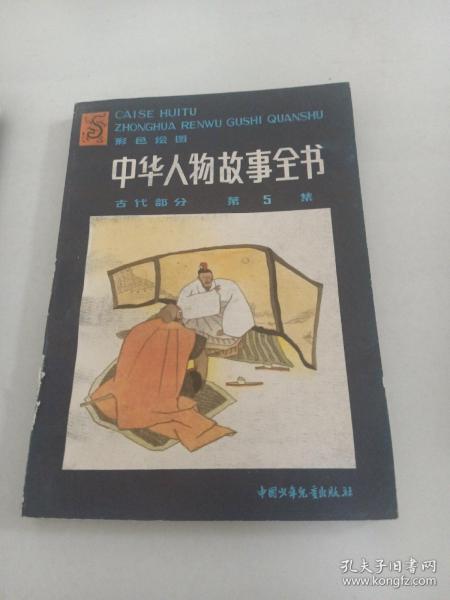 CAISE HUITU
ZHONGHUA RENWU GUSHI QUANSHU
彩色绘图
中华人物故事全书
古代部分 第 5 集
中国少年儿童出版社
孔夫子旧书网
www.kongfz.com